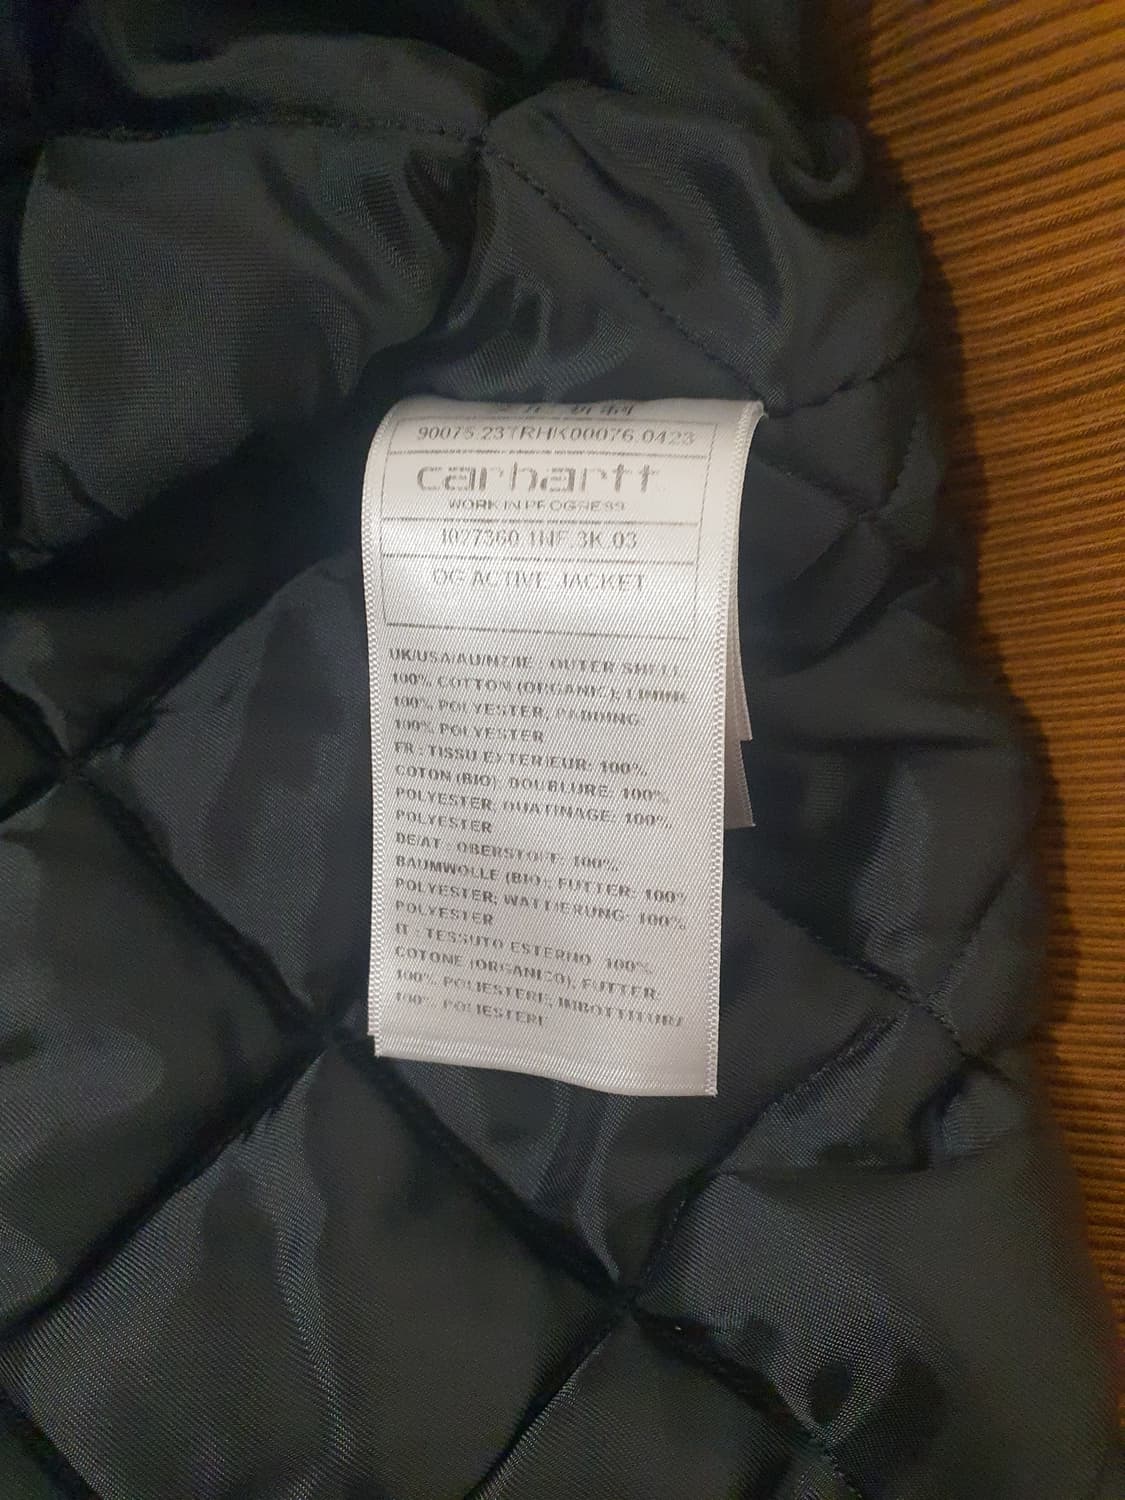 90075.23TRHK00076.0423
carhartt
WORK IN PROGRESS
I027360.1NF.3K.03
OG ACTIVE JACKET
UK/USA/AU/NZ/IE : OUTER SHELL:
100% COTTON (ORGANIC); LINING:
100% POLYESTER; PADDING:
100% POLYESTER
FR : TISSU EXTERIEUR: 100%
COTON (BIO); DOUBLURE: 100%
POLYESTER; OUATINAGE: 100%
POLYESTER
DE/AT : OBERSTOFF: 100%
BAUMWOLLE (BIO); FUTTER: 100%
POLYESTER; WATTIERUNG: 100%
POLYESTER
IT : TESSUTO ESTERNO: 100%
COTONE (ORGANICO); FUTTER:
100% POLIESTERE; IMBOTTITURA:
100% POLIESTERE